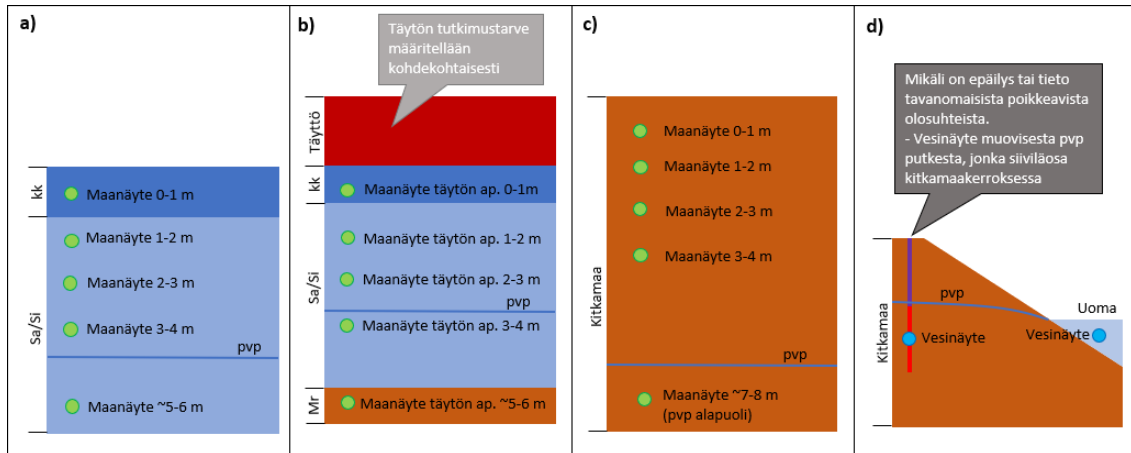 a)
kk
Maanäyte 0-1 m
Sa/Si
Maanäyte 1-2 m
Maanäyte 2-3 m
Maanäyte 3-4 m
pvp
Maanäyte ~5-6 m
b)
Täytön tutkimustarve
määritellään
kohdekohtaisesti
Täyttö
kk
Maanäyte täytön ap. 0-1m
Sa/Si
Maanäyte täytön ap. 1-2 m
Maanäyte täytön ap. 2-3 m
pvp
Maanäyte täytön ap. 3-4 m
Mr
Maanäyte täytön ap. ~5-6 m
c)
Kitkamaa
Maanäyte 0-1 m
Maanäyte 1-2 m
Maanäyte 2-3 m
Maanäyte 3-4 m
pvp
Maanäyte ~7-8 m
(pvp alapuoli)
d)
Mikäli on epäilys tai tieto
tavanomaisista poikkeavista
olosuhteista.
- Vesinäyte muovisesta pvp
putkesta, jonka siiviläosa
kitkamaakerroksessa
Kitkamaa
pvp
Uoma
Vesinäyte
Vesinäyte